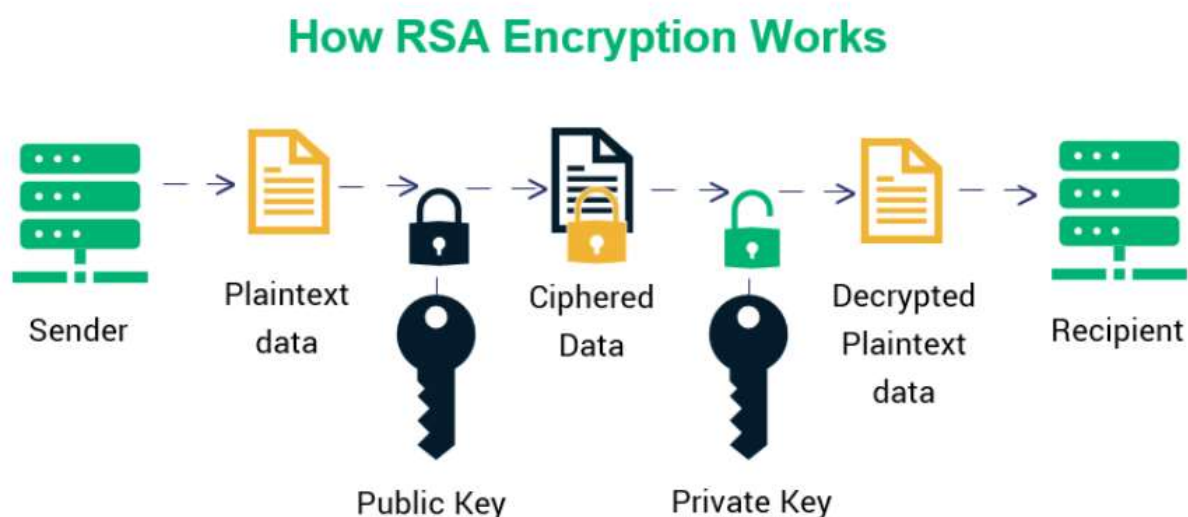 How RSA Encryption Works
Sender
Plaintext
data
Public Key
Ciphered
Data
Private Key
Decrypted
Plaintext
data
Recipient